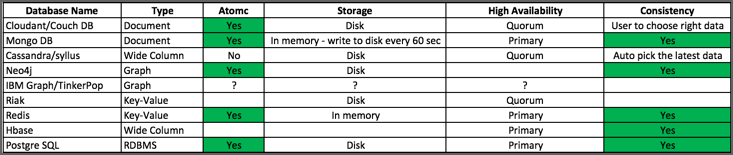 Database Name Type Atomc Storage High Availability Consistency
Cloudant/Couch DB Document Yes Disk Quorum User to choose right data
Mongo DB Document Yes In memory - write to disk every 60 sec Primary Yes
Cassandra/syllus Wide Column No Disk Quorum Auto pick the latest data
Neo4j Graph Yes Disk Yes
IBM Graph/TinkerPop Graph ? ? ?
Riak Key-Value Disk Quorum
Redis Key-Value Yes In memory Primary Yes
Hbase Wide Column Primary Yes
Postgre SQL RDBMS Yes Disk Primary Yes